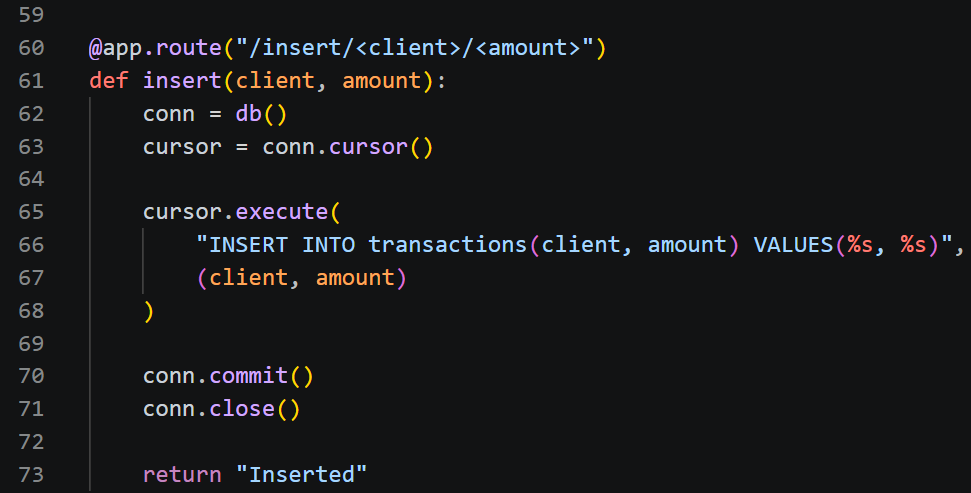 59
60 @app.route("/insert/<client>/<amount>")
61 def insert(client, amount):
62 conn = db()
63 cursor = conn.cursor()
64
65 cursor.execute(
66 "INSERT INTO transactions(client, amount) VALUES(%s, %s)",
67 (client, amount)
68 )
69
70 conn.commit()
71 conn.close()
72
73 return "Inserted"